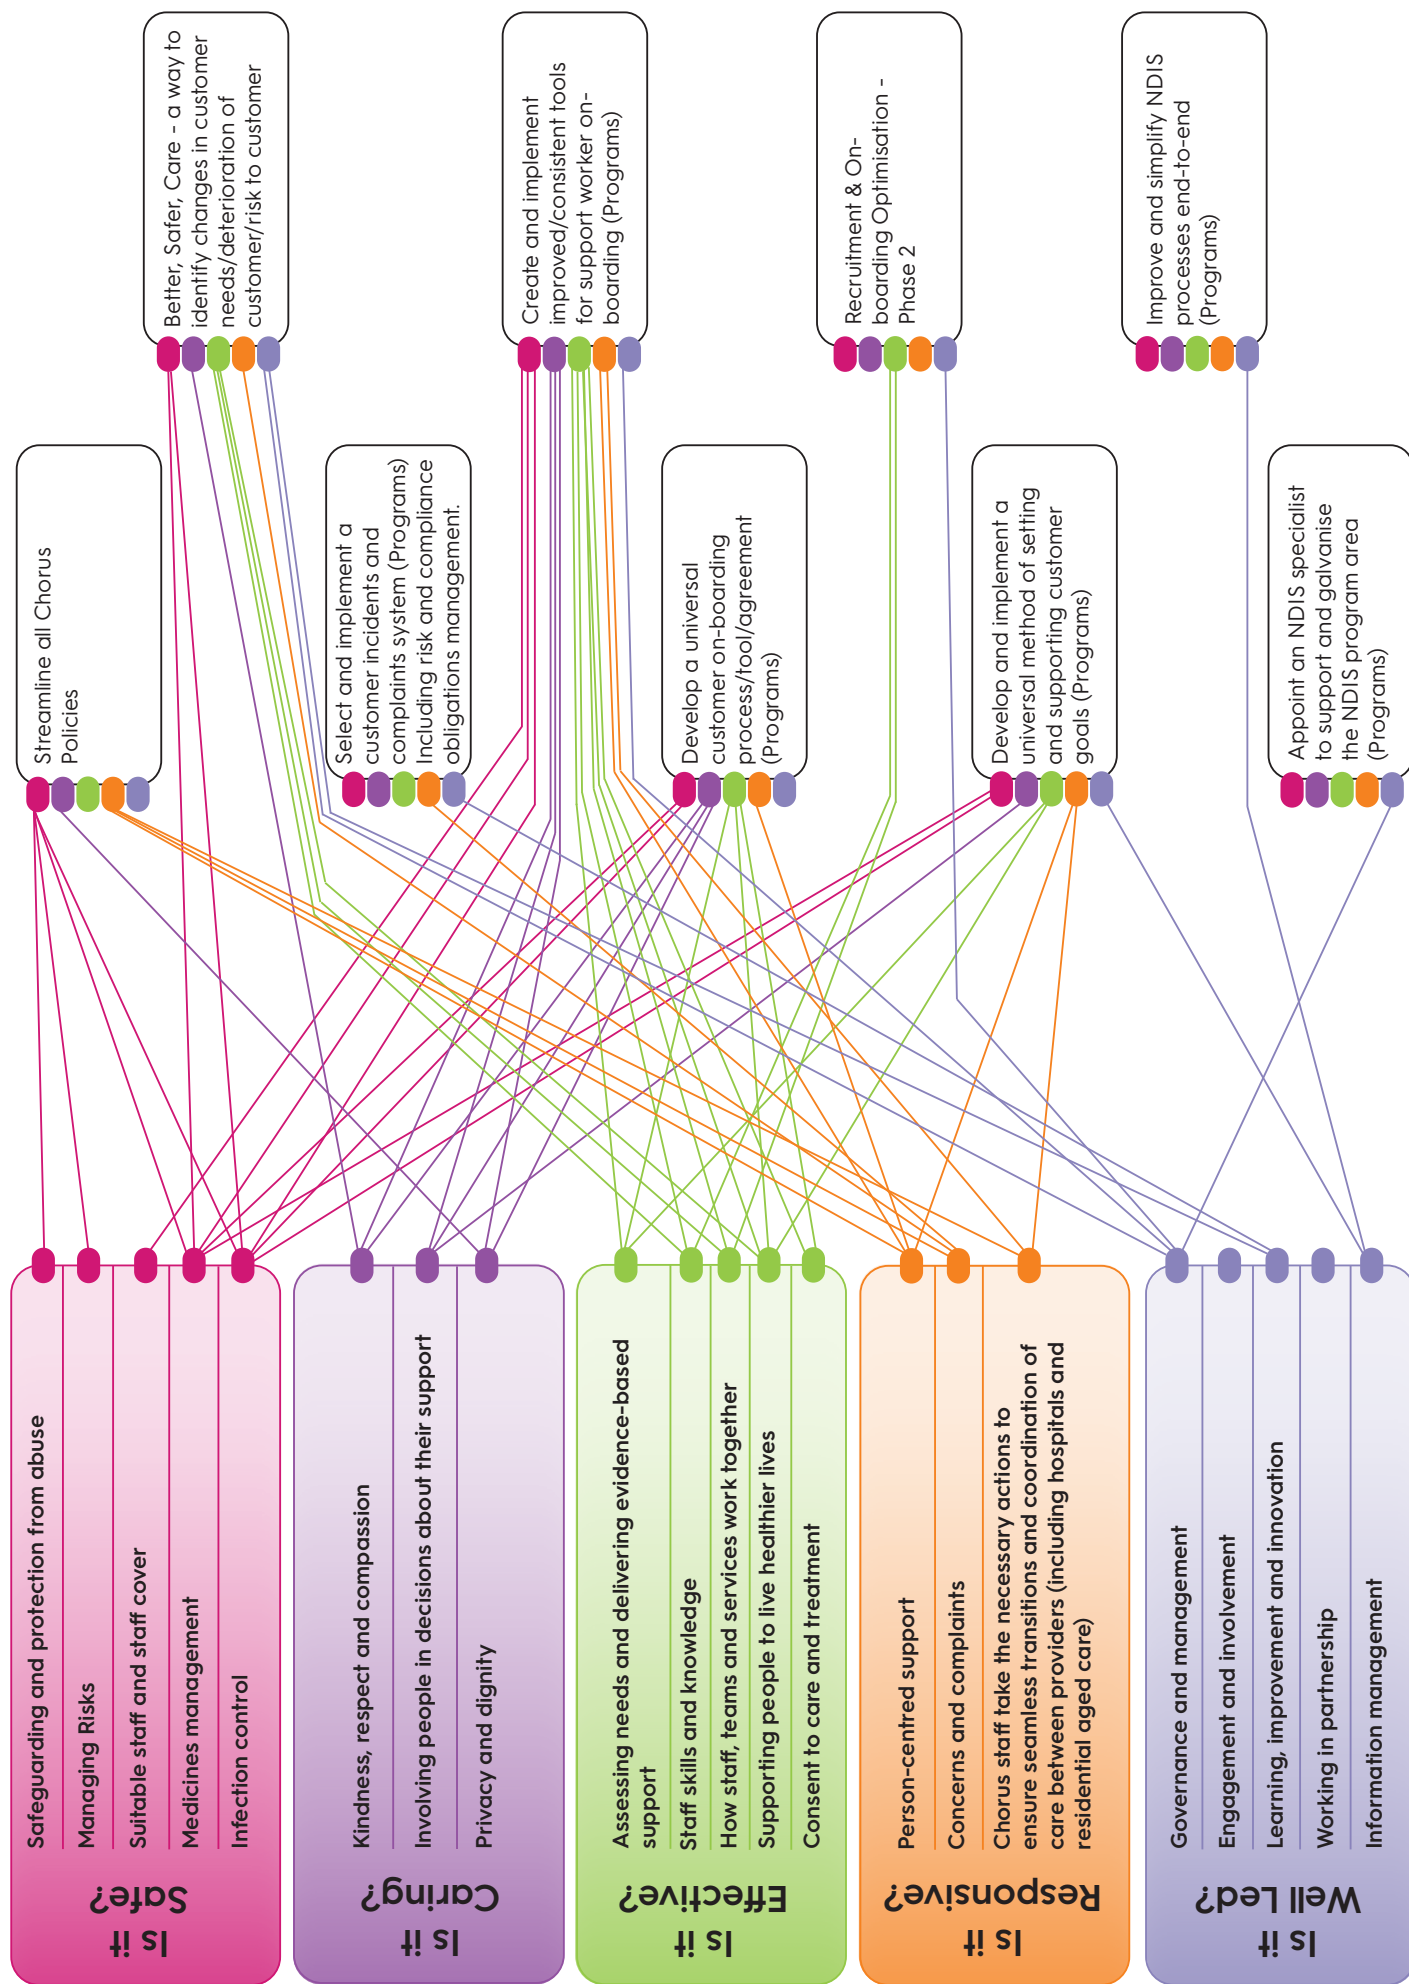 Is it
Safe?
Safeguarding and protection from abuse
Managing Risks
Suitable staff and staff cover
Medicines management
Infection control
Is it
Caring?
Kindness, respect and compassion
Involving people in decisions about their support
Privacy and dignity
Is it
Effective?
Assessing needs and delivering evidence-based
support
Staff skills and knowledge
How staff, teams and services work together
Supporting people to live healthier lives
Consent to care and treatment
Is it
Responsive?
Person-centred support
Concerns and complaints
Chorus staff take the necessary actions to
ensure seamless transitions and coordination of
care between providers (including hospitals and
residential aged care)
Is it
Well Led?
Governance and management
Engagement and involvement
Learning, improvement and innovation
Working in partnership
Information management
Streamline all Chorus
Policies
Better, Safer, Care - a way to
identify changes in customer
needs/deterioration of
customer/risk to customer
Select and implement a
customer incidents and
complaints system (Programs)
Including risk and compliance
obligations management.
Create and implement
improved/consistent tools
for support worker on-
boarding (Programs)
Develop a universal
customer on-boarding
process/tool/agreement
(Programs)
Recruitment & On-
boarding Optimisation -
Phase 2
Develop and implement a
universal method of setting
and supporting customer
goals (Programs)
Improve and simplify NDIS
processes end-to-end
(Programs)
Appoint an NDIS specialist
to support and galvanise
the NDIS program area
(Programs)